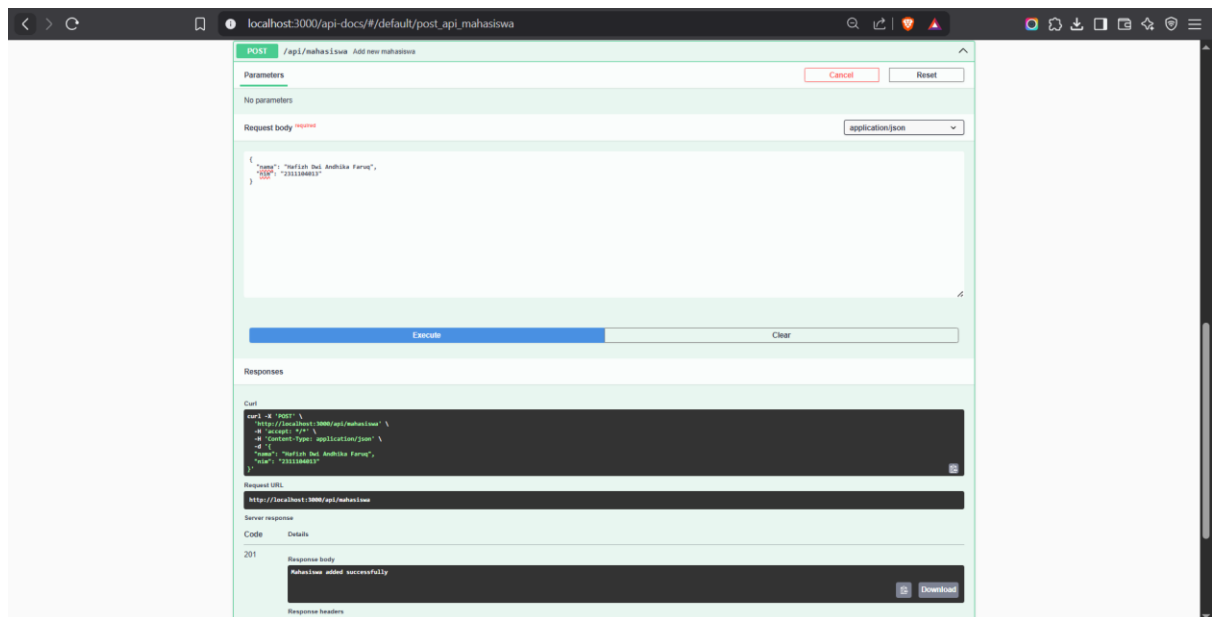 localhost:3000/api-docs/#/default/post_api_mahasiswa
POST /api/mahasiswa Add new mahasiswa
Parameters
Cancel
Reset
No parameters
Request body required
application/json
{
"nama": "Hafizh Dwi Andhika Faruq",
"nim": "2311104013"
}
Execute
Clear
Responses
Curl
curl -X 'POST' \
'http://localhost:3000/api/mahasiswa' \
-H 'accept: */*' \
-H 'Content-Type: application/json' \
-d '{
"nama": "Hafizh Dwi Andhika Faruq",
"nim": "2311104013"
}'
Request URL
http://localhost:3000/api/mahasiswa
Server response
Code Details
201
Response body
Mahasiswa added successfully
Download
Response headers